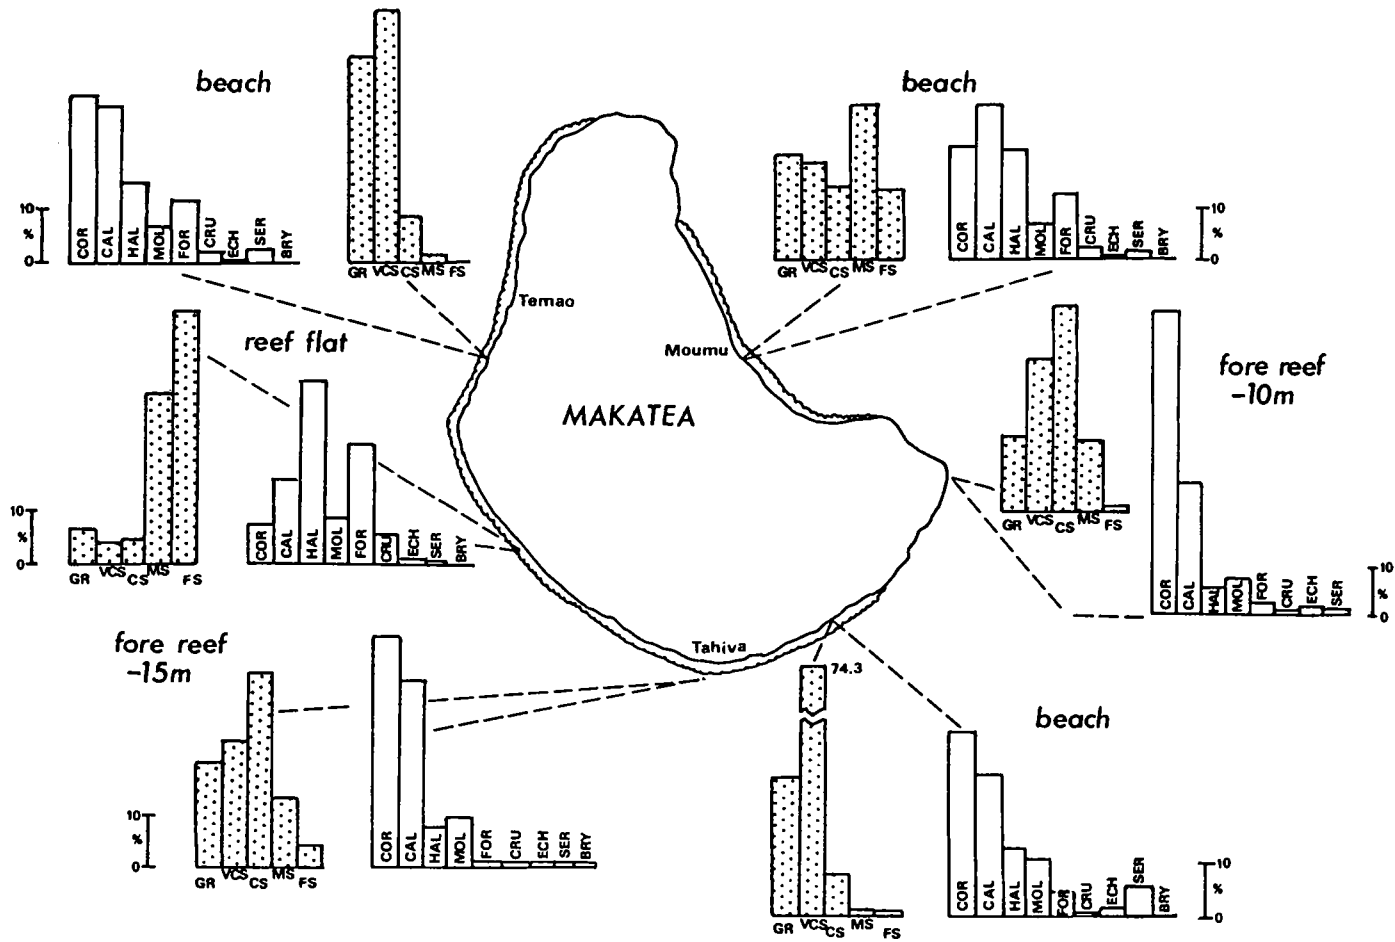 beach
10
%
0
COR CAL HAL MOL FOR CRU ECH SER BRY
GR VCS CS MS FS
beach
GR VCS CS MS FS
COR CAL HAL MOL FOR CRU ECH SER BRY
10
%
0
Temao
Moumu
MAKATEA
Tahiva
reef flat
10
%
0
GR VCS CS MS FS
COR CAL HAL MOL FOR CRU ECH SER BRY
fore reef
-10m
GR VCS CS MS FS
COR CAL HAL MOL FOR CRU ECH SER
10
%
0
fore reef
-15m
10
%
0
GR VCS CS MS FS
COR CAL HAL MOL FOR CRU ECH SER BRY
74.3
beach
GR VCS CS MS FS
COR CAL HAL MOL FOR CRU ECH SER BRY
10
%
0